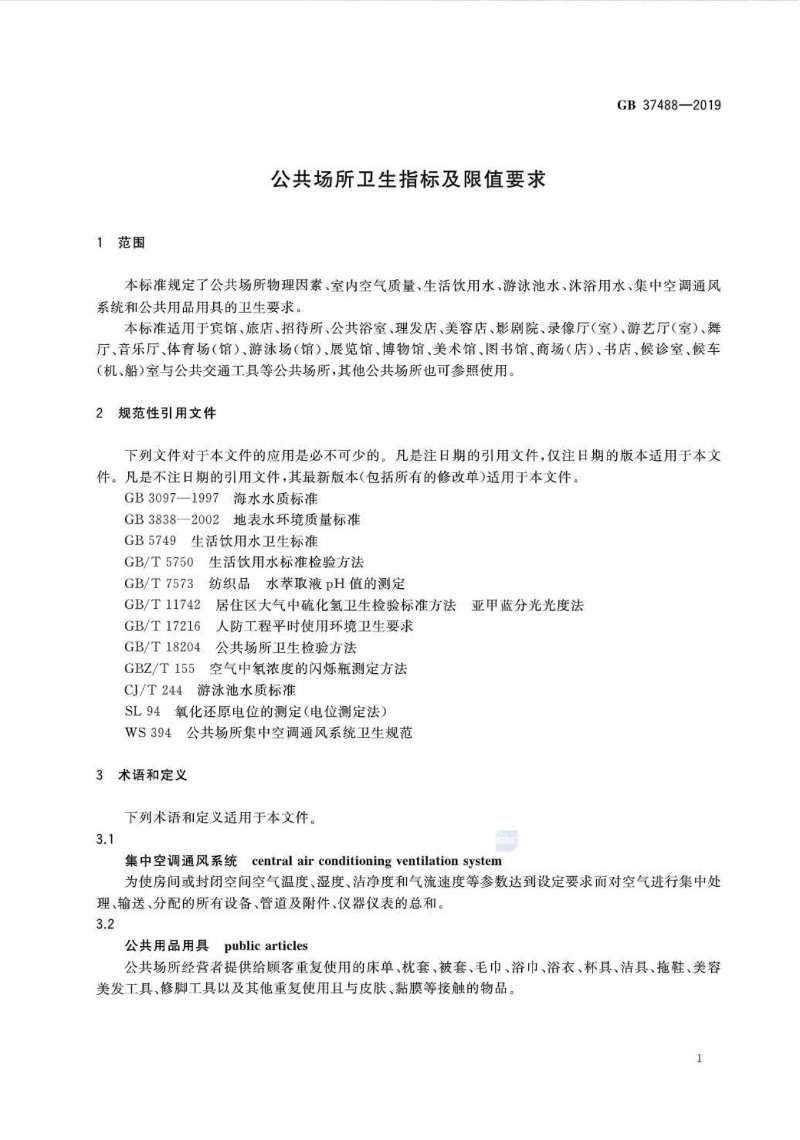 GB 37488—2019
公共场所卫生指标及限值要求
1 范围
本标准规定了公共场所物理因素、室内空气质量、生活饮用水、游泳池水、沐浴用水、集中空调通风
系统和公共用品用具的卫生要求。
本标准适用于宾馆、旅店、招待所、公共浴室、理发店、美容店、影剧院、录像厅(室)、游艺厅(室)、舞
厅、音乐厅、体育场(馆)、游泳场(馆)、展览馆、博物馆、美术馆、图书馆、商场(店)、书店、候诊室、候车
(机、船)室与公共交通工具等公共场所,其他公共场所也可参照使用。
2 规范性引用文件
下列文件对于本文件的应用是必不可少的。凡是注日期的引用文件,仅注日期的版本适用于本文
件。凡是不注日期的引用文件,其最新版本(包括所有的修改单)适用于本文件。
GB 3097—1997 海水水质标准
GB 3838—2002 地表水环境质量标准
GB 5749 生活饮用水卫生标准
GB/T 5750 生活饮用水标准检验方法
GB/T 7573 纺织品 水萃取液 pH 值的测定
GB/T 11742 居住区大气中硫化氢卫生检验标准方法 亚甲蓝分光光度法
GB/T 17216 人防工程平时使用环境卫生要求
GB/T 18204 公共场所卫生检验方法
GBZ/T 155 空气中氡浓度的闪烁瓶测定方法
CJ/T 244 游泳池水质标准
SL 94 氧化还原电位的测定(电位测定法)
WS 394 公共场所集中空调通风系统卫生规范
3 术语和定义
下列术语和定义适用于本文件。
3.1
集中空调通风系统 central air conditioning ventilation system
为使房间或封闭空间空气温度、湿度、洁净度和气流速度等参数达到设定要求而对空气进行集中处
理、输送、分配的所有设备、管道及附件、仪器仪表的总和。
3.2
公共用品用具 public articles
公共场所经营者提供给顾客重复使用的床单、枕套、被套、毛巾、浴巾、浴衣、杯具、洁具、拖鞋、美容
美发工具、修脚工具以及其他重复使用且与皮肤、黏膜等接触的物品。
1